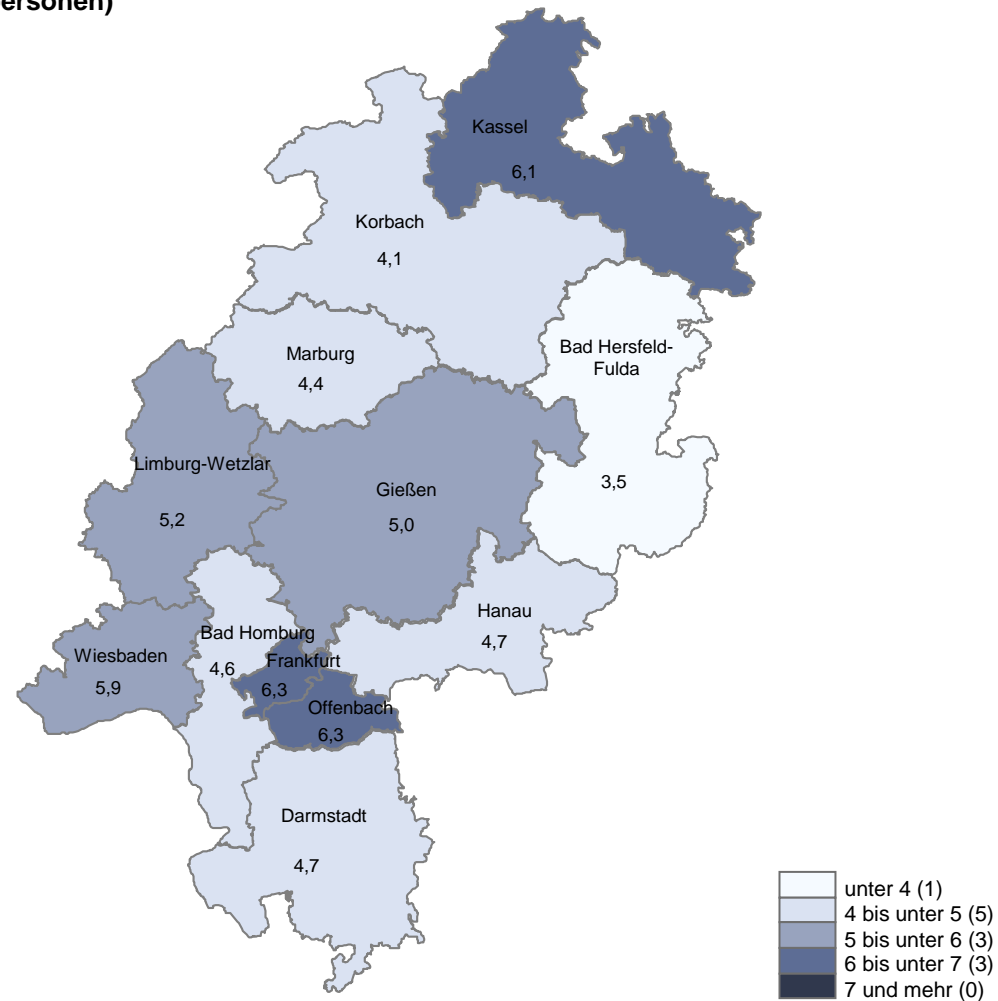 ersonen)
Kassel
6,1
Korbach
4,1
Marburg
4,4
Bad Hersfeld-
Fulda
3,5
Limburg-Wetzlar
5,2
Gießen
5,0
Hanau
4,7
Bad Homburg
4,6
Wiesbaden
5,9
Frankfurt
6,3
Offenbach
6,3
Darmstadt
4,7
unter 4 (1)
4 bis unter 5 (5)
5 bis unter 6 (3)
6 bis unter 7 (3)
7 und mehr (0)